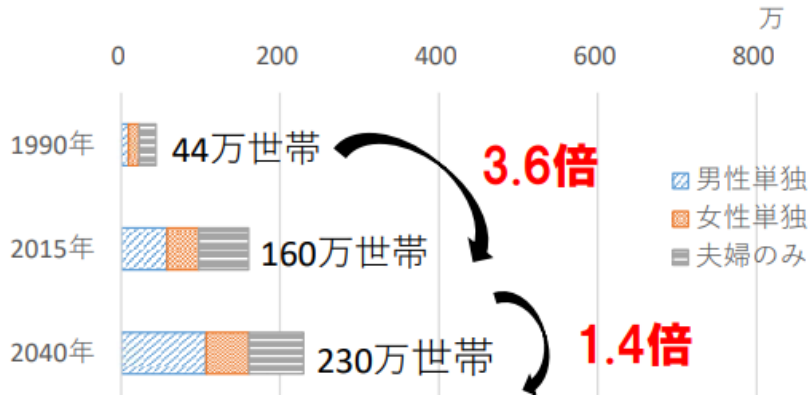 万
0 200 400 600 800
1990年 44万世帯
3.6倍
男性単独
女性単独
2015年 160万世帯
夫婦のみ
2040年 230万世帯
1.4倍